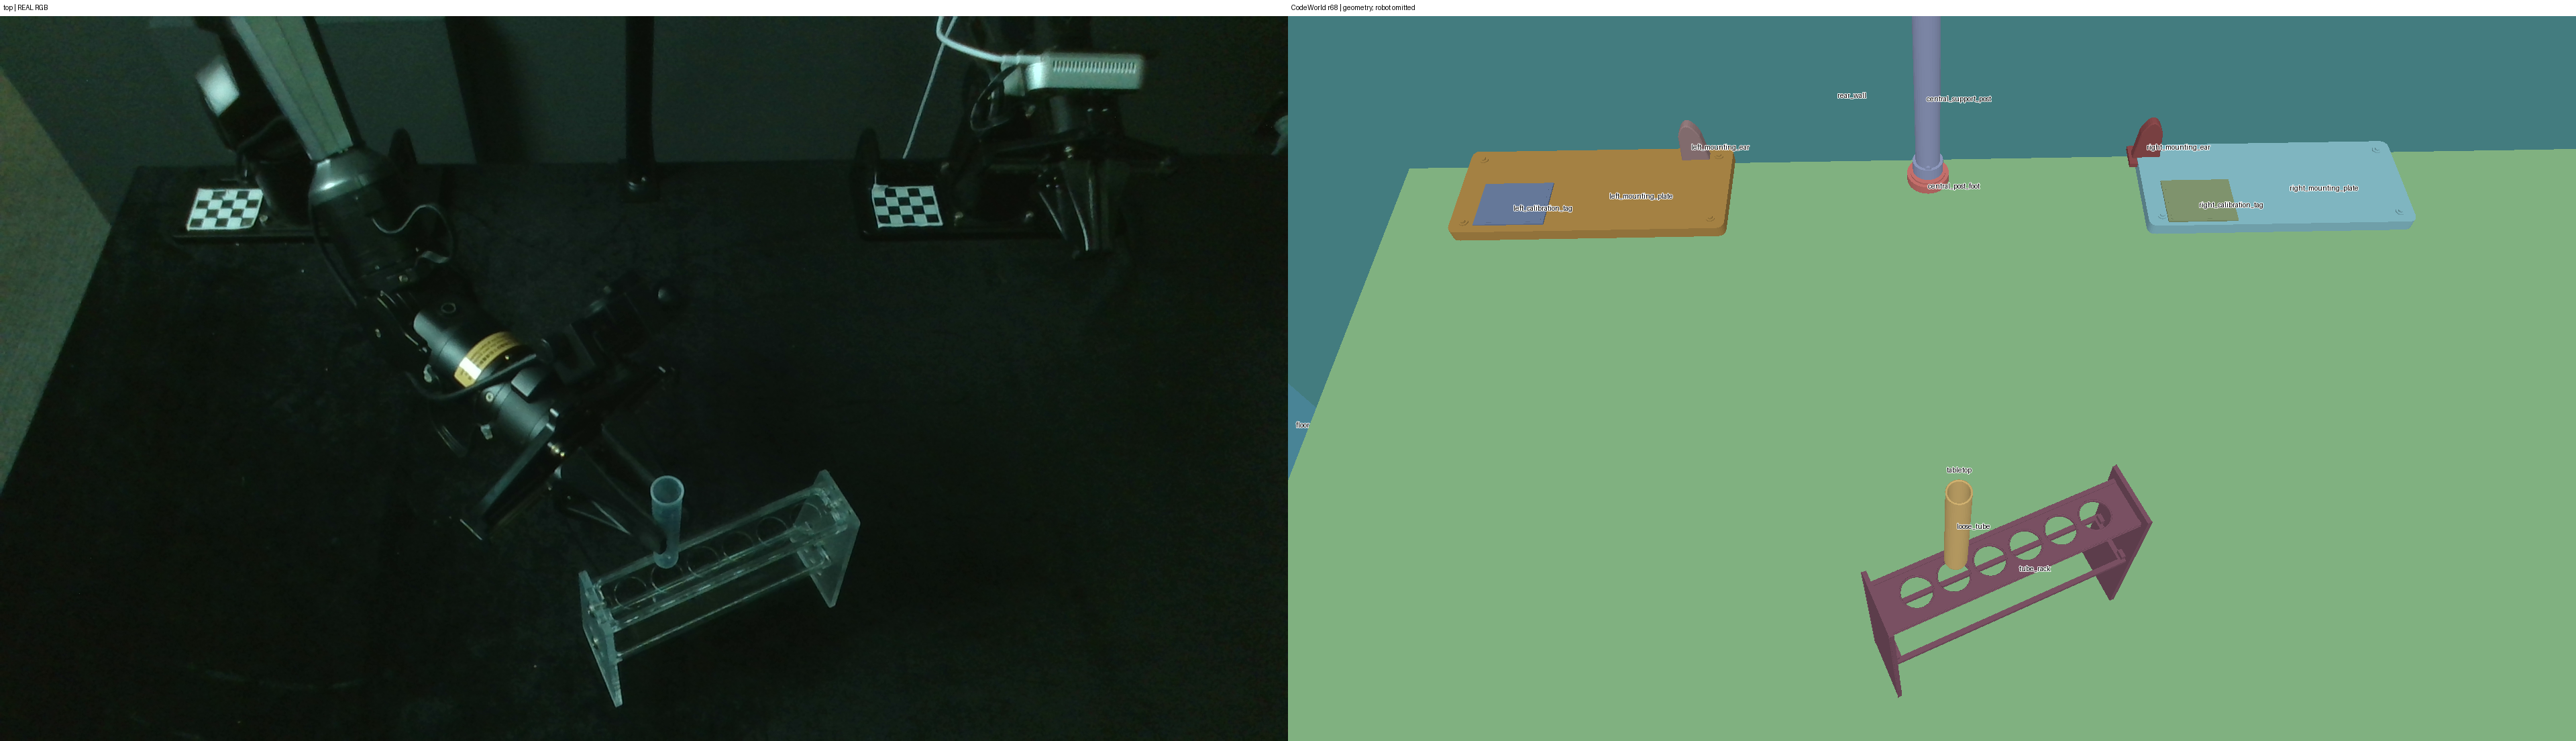 top | REAL RGB
CodeWorld r68 | geometry; robot omitted
rear_wall
central_support_post
left_mounting_ear
right_mounting_ear
central_post_foot
right_mounting_plate
left_mounting_plate
left_calibration_tag
right_calibration_tag
floor
tabletop
loose_tube
tube_rack